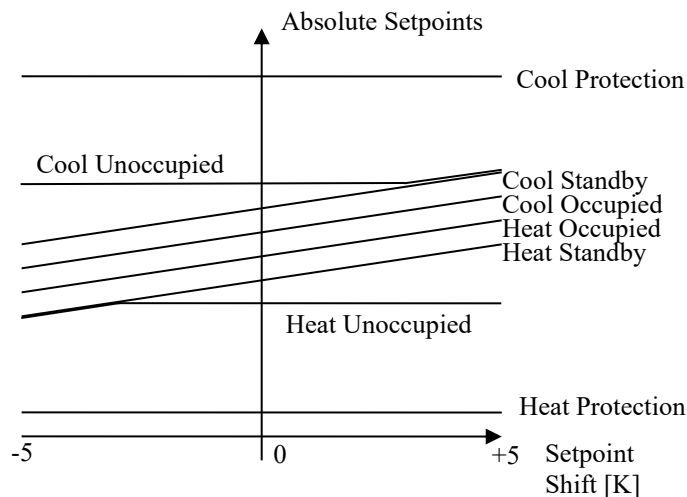 Absolute Setpoints
Cool Protection
Cool Unoccupied
Cool Standby
Cool Occupied
Heat Occupied
Heat Standby
Heat Unoccupied
Heat Protection
-5
0
+5
Setpoint
Shift [K]